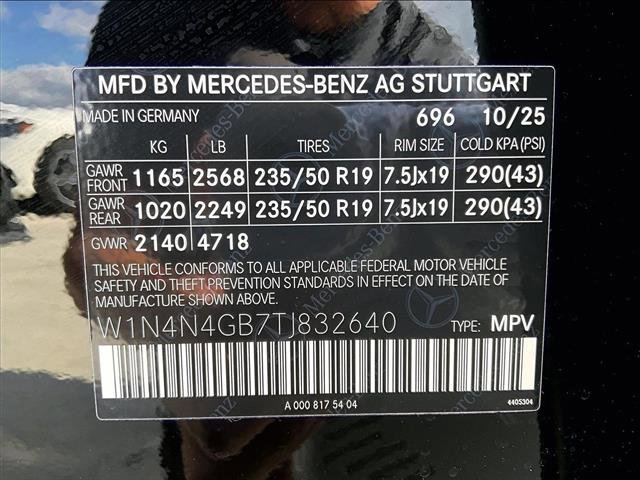 MFD BY MERCEDES-BENZ AG STUTTGART
MADE IN GERMANY 696 10/25
KG LB TIRES RIM SIZE COLD KPA (PSI)
GAWR FRONT 1165 2568 235/50 R19 7.5Jx19 290(43)
GAWR REAR 1020 2249 235/50 R19 7.5Jx19 290(43)
GVWR 2140 4718
THIS VEHICLE CONFORMS TO ALL APPLICABLE FEDERAL MOTOR VEHICLE
SAFETY AND THEFT PREVENTION STANDARDS IN EFFECT ON THE DATE
OF MANUFACTURE SHOWN ABOVE.
W1N4N4GB7TJ832640 TYPE: MPV
A 000 817 54 04 4405304